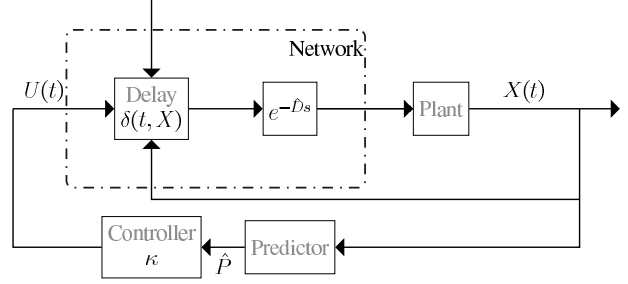 Network
U(t)
Delay
δ(t, X)
e^{-D̂s}
Plant
X(t)
Controller
κ
P̂
Predictor